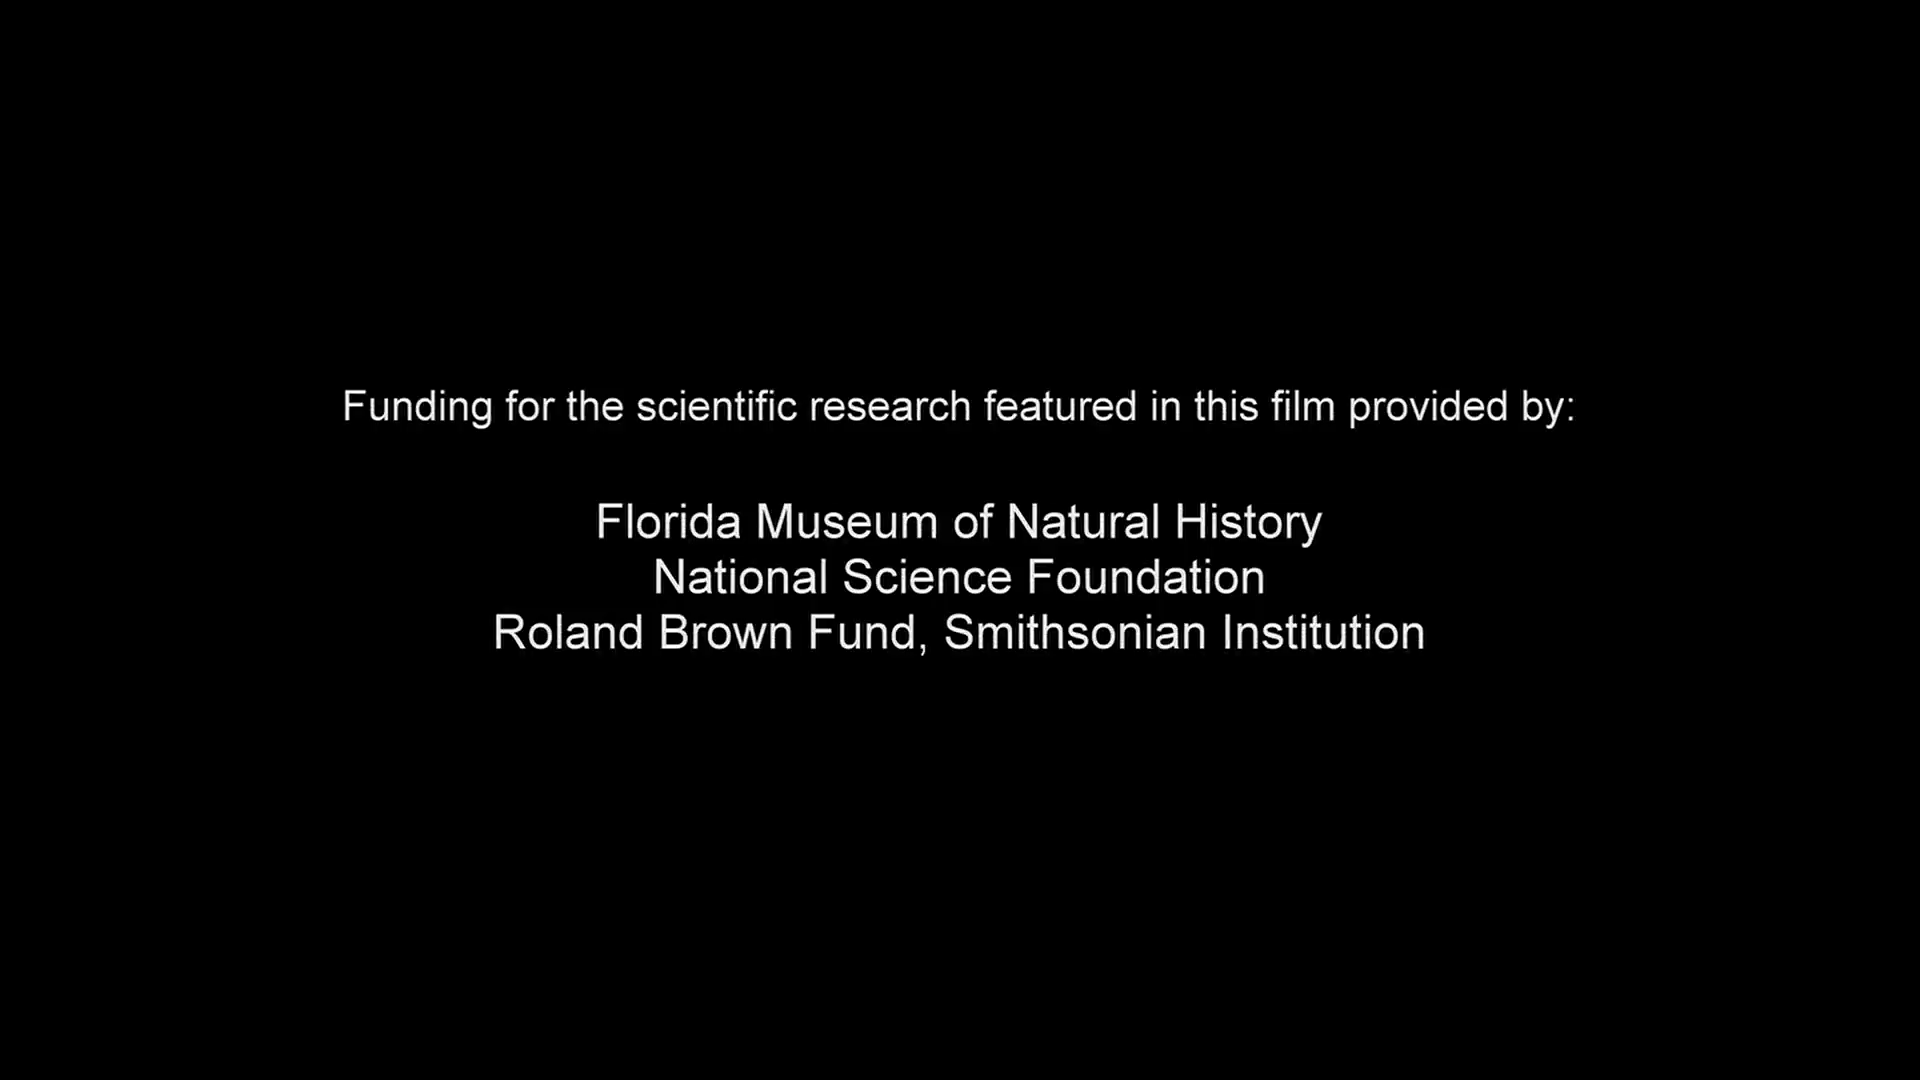 Funding for the scientific research featured in this film provided by:
Florida Museum of Natural History
National Science Foundation
Roland Brown Fund, Smithsonian Institution